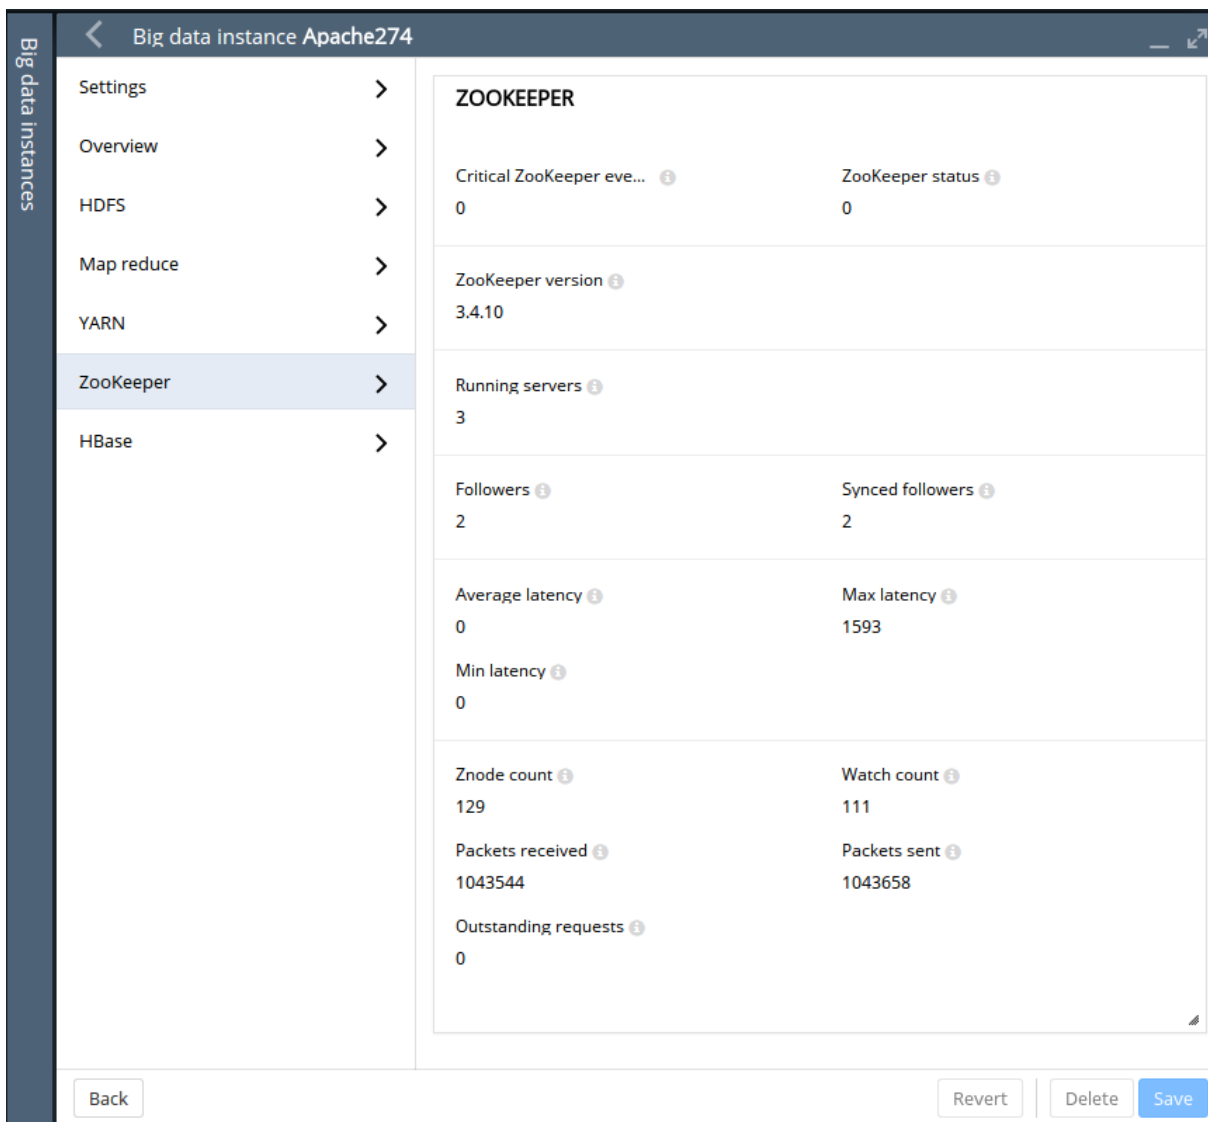 Big data instances
Big data instance Apache274
Settings
Overview
HDFS
Map reduce
YARN
ZooKeeper
HBase
ZOOKEEPER
Critical ZooKeeper eve...
0
ZooKeeper status
0
ZooKeeper version
3.4.10
Running servers
3
Followers
2
Synced followers
2
Average latency
0
Max latency
1593
Min latency
0
Znode count
129
Watch count
111
Packets received
1043544
Packets sent
1043658
Outstanding requests
0
Back
Revert
Delete
Save